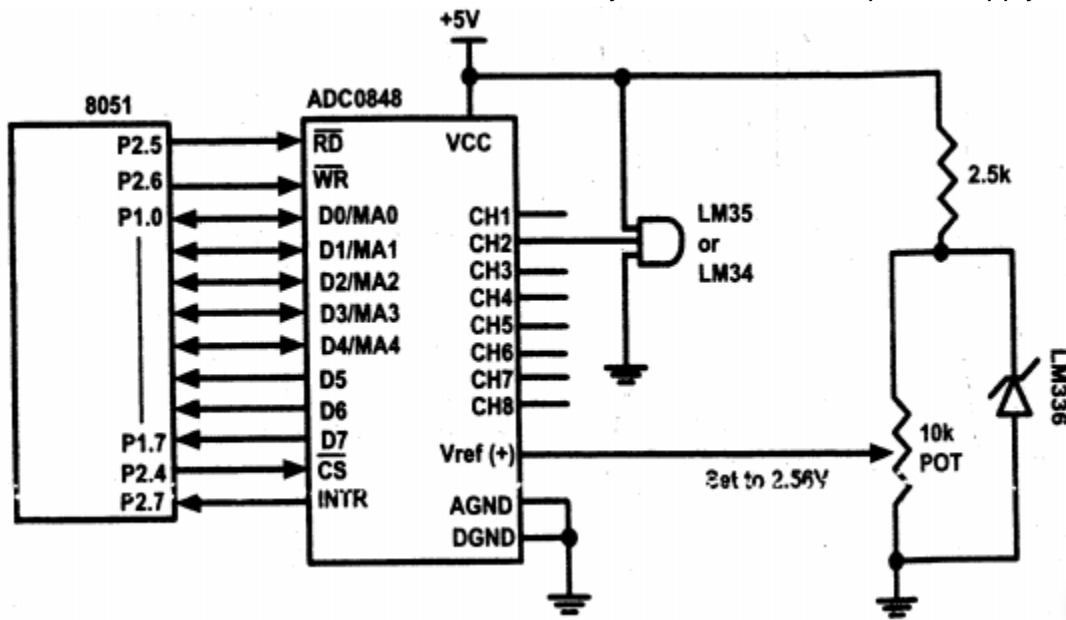 +5V
8051
ADC0848
P2.5
RD
VCC
P2.6
WR
P1.0
D0/MA0
CH1
LM35
D1/MA1
CH2
or
D2/MA2
CH3
LM34
D3/MA3
CH4
D4/MA4
CH5
D5
CH6
D6
CH7
P1.7
D7
CH8
P2.4
CS
Vref (+)
Set to 2.56V
P2.7
INTR
AGND
DGND
2.5k
10k
POT
LM336